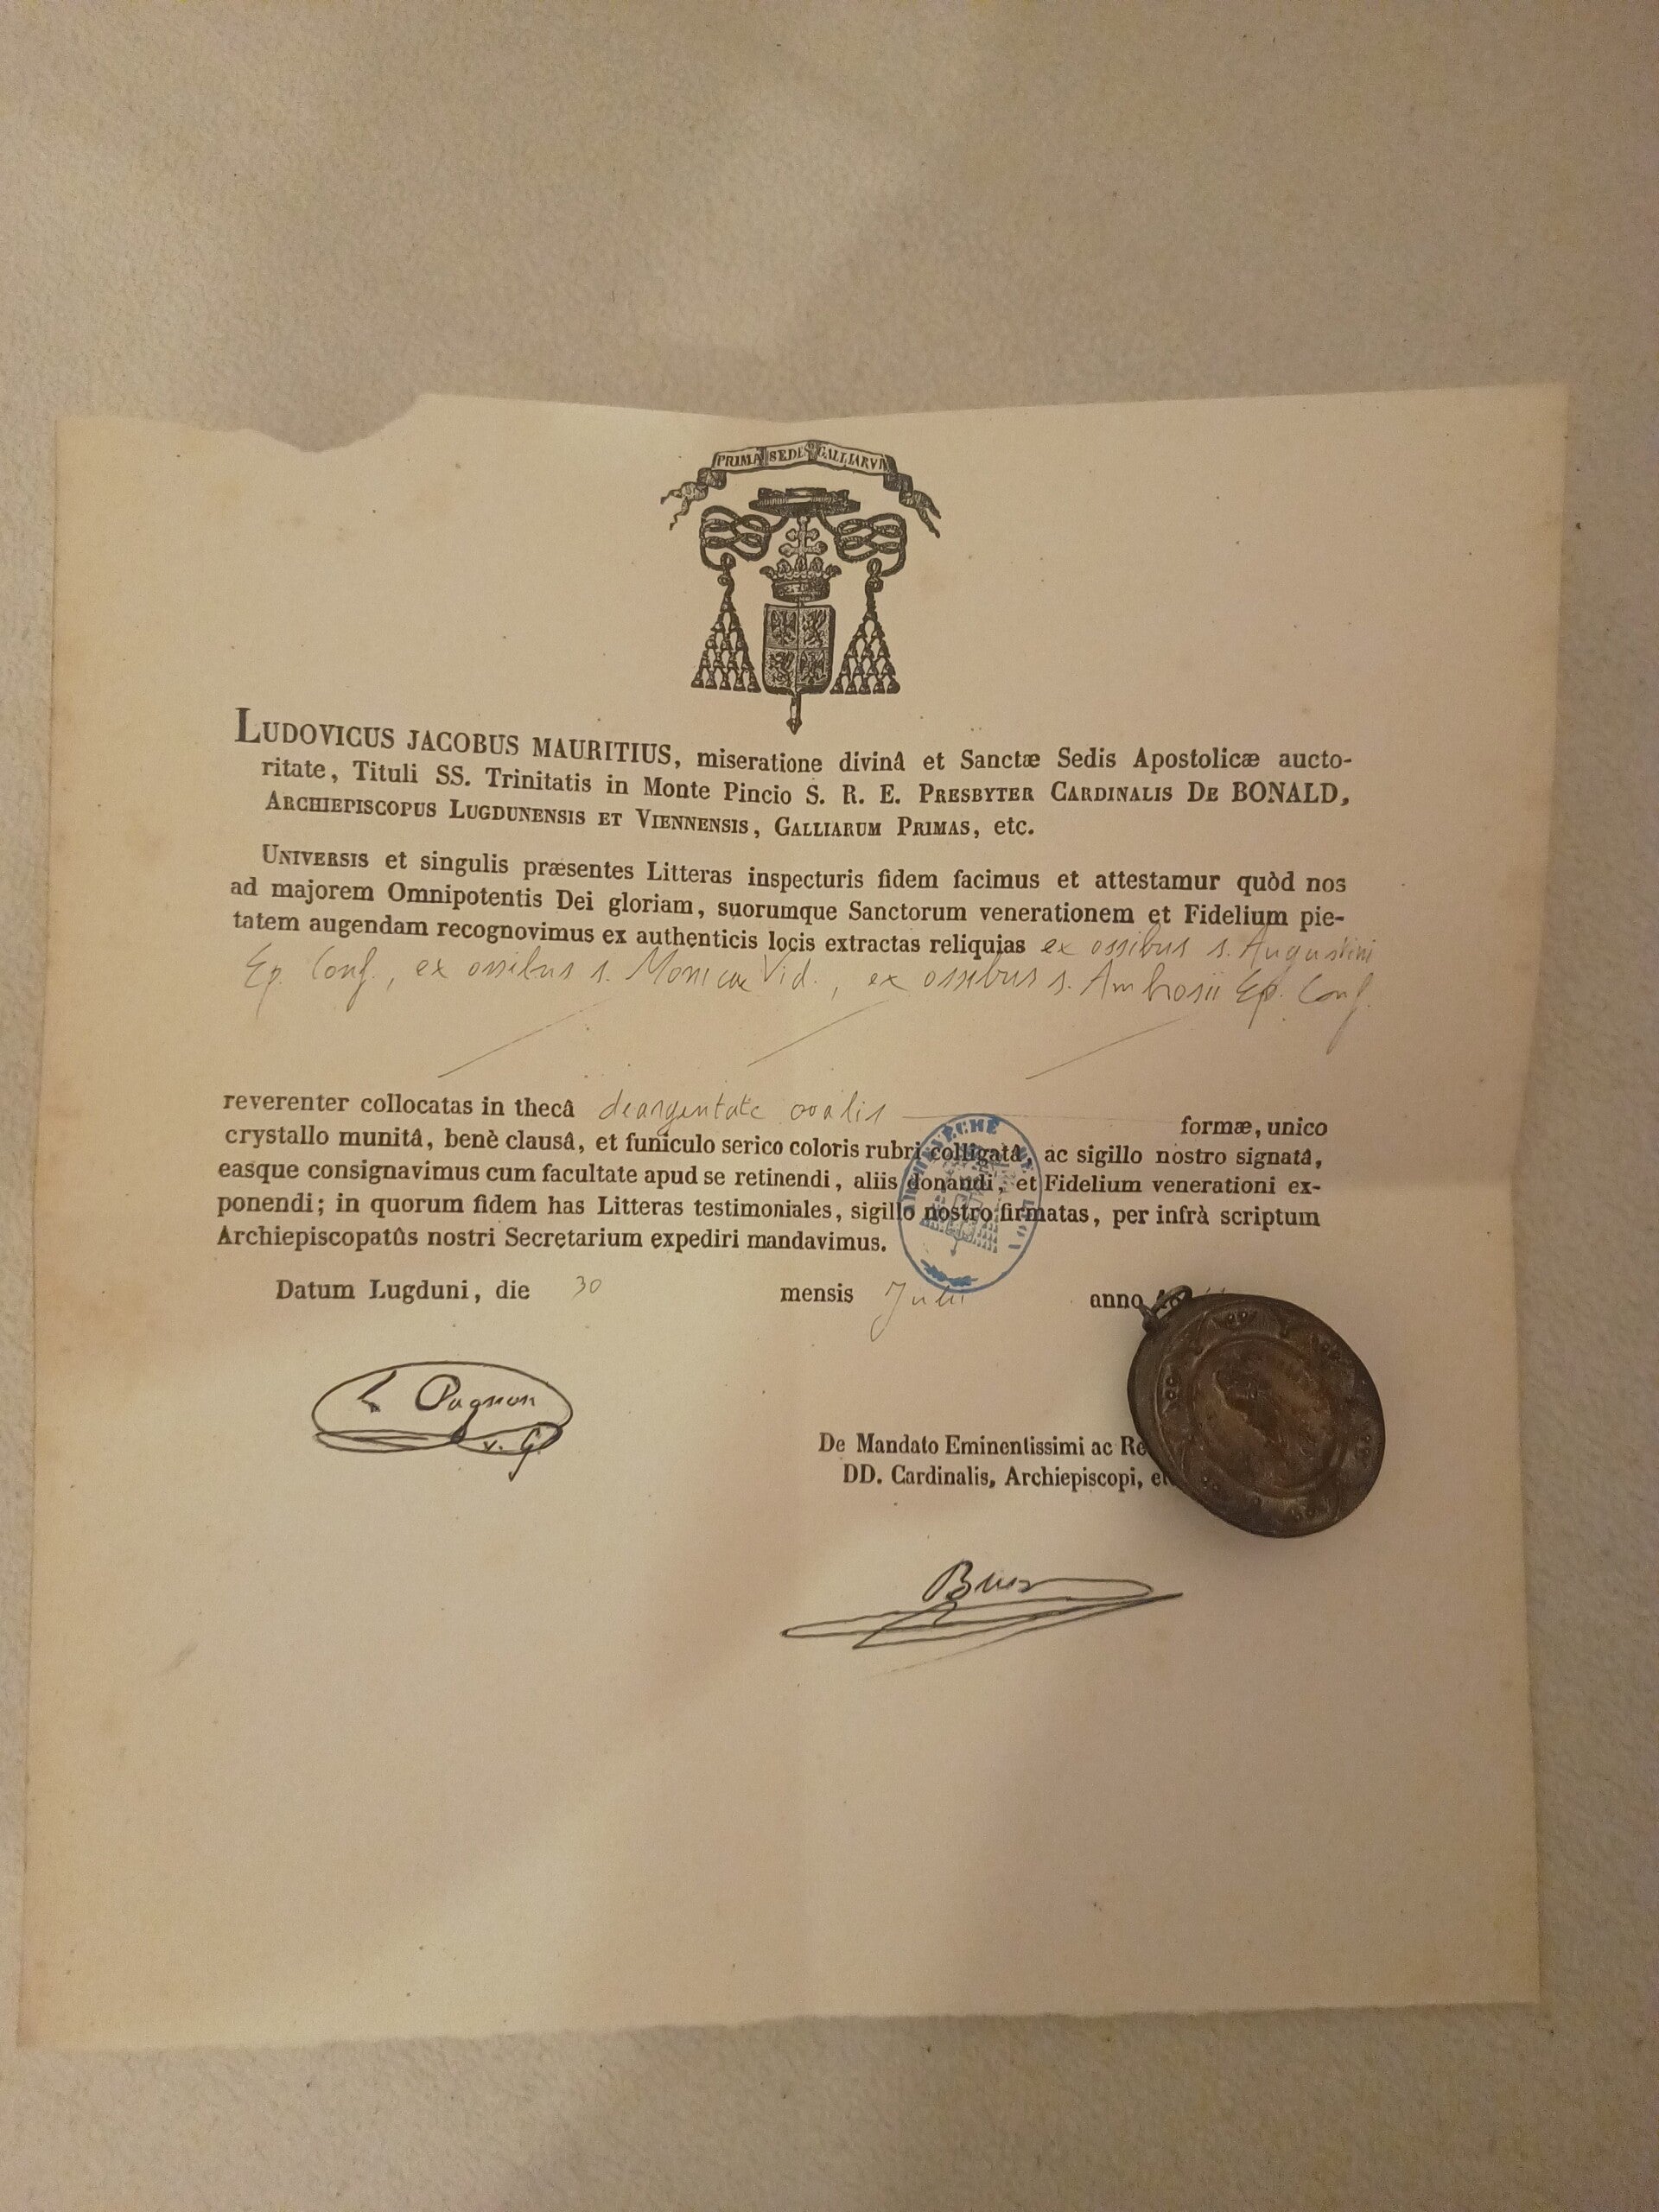 PRIMA SEDES GALLIARVM
LUDOVICUS JACOBUS MAURITIUS, miseratione divinâ et Sanctæ Sedis Apostolicæ aucto-
ritate, Tituli SS. Trinitatis in Monte Pincio S. R. E. PRESBYTER CARDINALIS DE BONALD,
ARCHIEPISCOPUS LUGDUNENSIS ET VIENNENSIS, GALLIARUM PRIMAS, etc.
UNIVERSIS et singulis præsentes Litteras inspecturis fidem facimus et attestamur quòd nos
ad majorem Omnipotentis Dei gloriam, suorumque Sanctorum venerationem et Fidelium pie-
tatem augendam recognovimus ex authenticis locis extractas reliquias ex ossibus s. Augustini
Ep. Conf., ex ossibus s. Monicae Vid., ex ossibus s. Ambrosii Ep. Conf.
reverenter collocatas in thecâ deargentate ovalis formæ, unico
crystallo munitâ, benè clausâ, et funiculo serico coloris rubri colligatâ, ac sigillo nostro signatâ,
easque consignavimus cum facultate apud se retinendi, aliis donandi, et Fidelium venerationi ex-
ponendi; in quorum fidem has Litteras testimoniales, sigillo nostro firmatas, per infrà scriptum
Archiepiscopatûs nostri Secretarium expediri mandavimus.
ARCHEVÊCHÉ
Datum Lugduni, die 30 mensis Julii anno
Pagnon
v. G.
De Mandato Eminentissimi ac
DD. Cardinalis, Archiepiscopi,